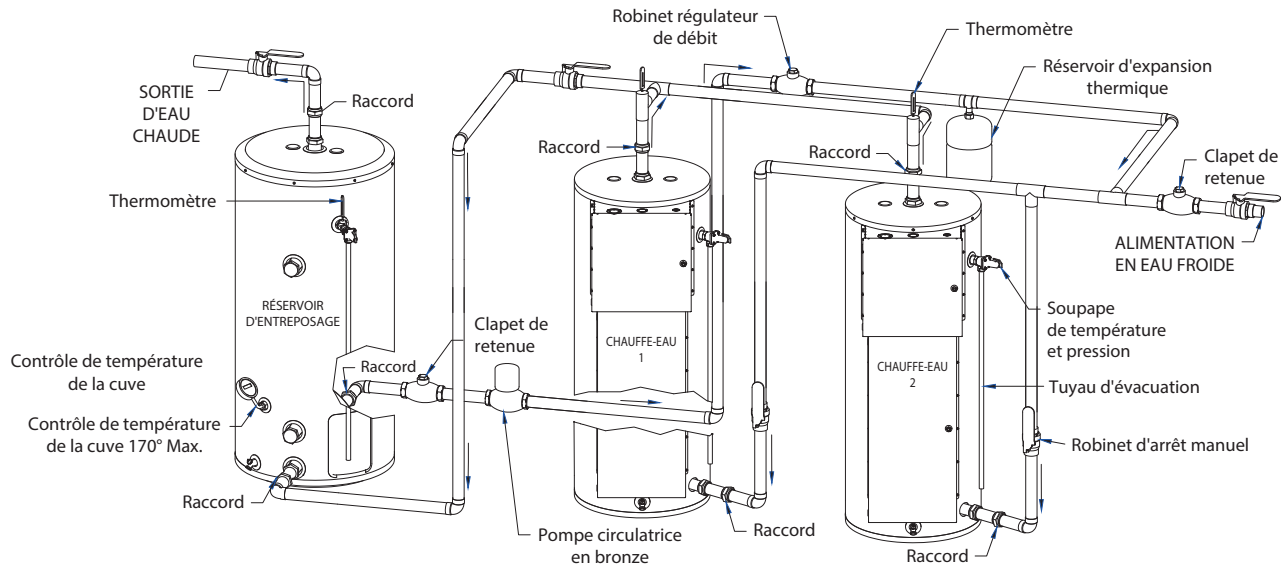 Robinet régulateur
de débit
Thermomètre
Réservoir d'expansion
thermique
SORTIE
D'EAU
CHAUDE
Raccord
Raccord
Raccord
Clapet de
retenue
Thermomètre
ALIMENTATION
EN EAU FROIDE
RÉSERVOIR
D'ENTREPOSAGE
Soupape
de température
et pression
Clapet de
retenue
CHAUFFE-EAU
1
CHAUFFE-EAU
2
Contrôle de température
de la cuve
Raccord
Tuyau d'évacuation
Contrôle de température
de la cuve 170° Max.
Robinet d'arrêt manuel
Raccord
Pompe circulatrice
en bronze
Raccord
Raccord